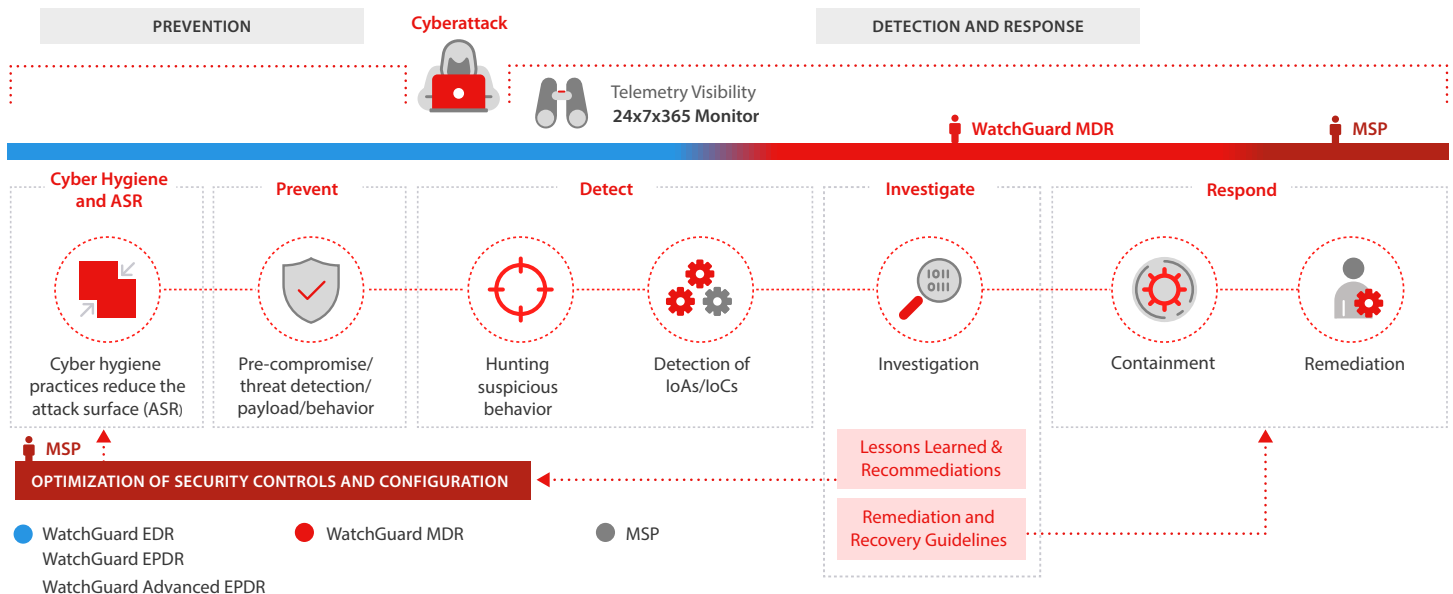 PREVENTION
Cyberattack
DETECTION AND RESPONSE
Telemetry Visibility
24x7x365 Monitor
WatchGuard MDR
MSP
Cyber Hygiene
and ASR
Prevent
Detect
Investigate
Respond
1011
0111
Cyber hygiene
practices reduce the
attack surface (ASR)
Pre-compromise/
threat detection/
payload/behavior
Hunting
suspicious
behavior
Detection of
IoAs/IoCs
Investigation
Containment
Remediation
MSP
OPTIMIZATION OF SECURITY CONTROLS AND CONFIGURATION
Lessons Learned &
Recommediations
Remediation and
Recovery Guidelines
WatchGuard EDR
WatchGuard EPDR
WatchGuard Advanced EPDR
WatchGuard MDR
MSP